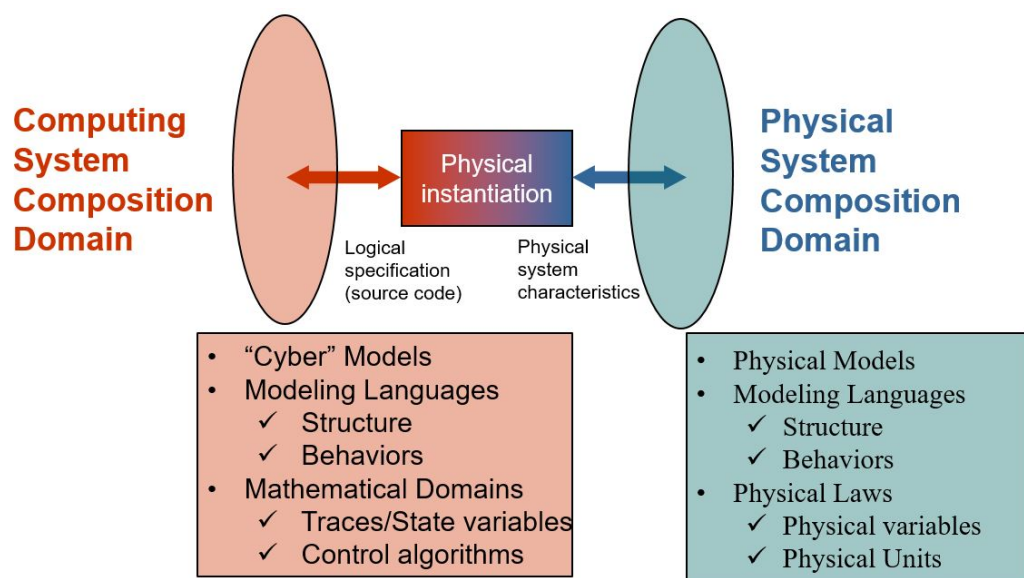 Computing
System
Composition
Domain
Physical
instantiation
Logical
specification
(source code)
Physical
system
characteristics
Physical
System
Composition
Domain
• “Cyber” Models
• Modeling Languages
✓ Structure
✓ Behaviors
• Mathematical Domains
✓ Traces/State variables
✓ Control algorithms
• Physical Models
• Modeling Languages
✓ Structure
✓ Behaviors
• Physical Laws
✓ Physical variables
✓ Physical Units